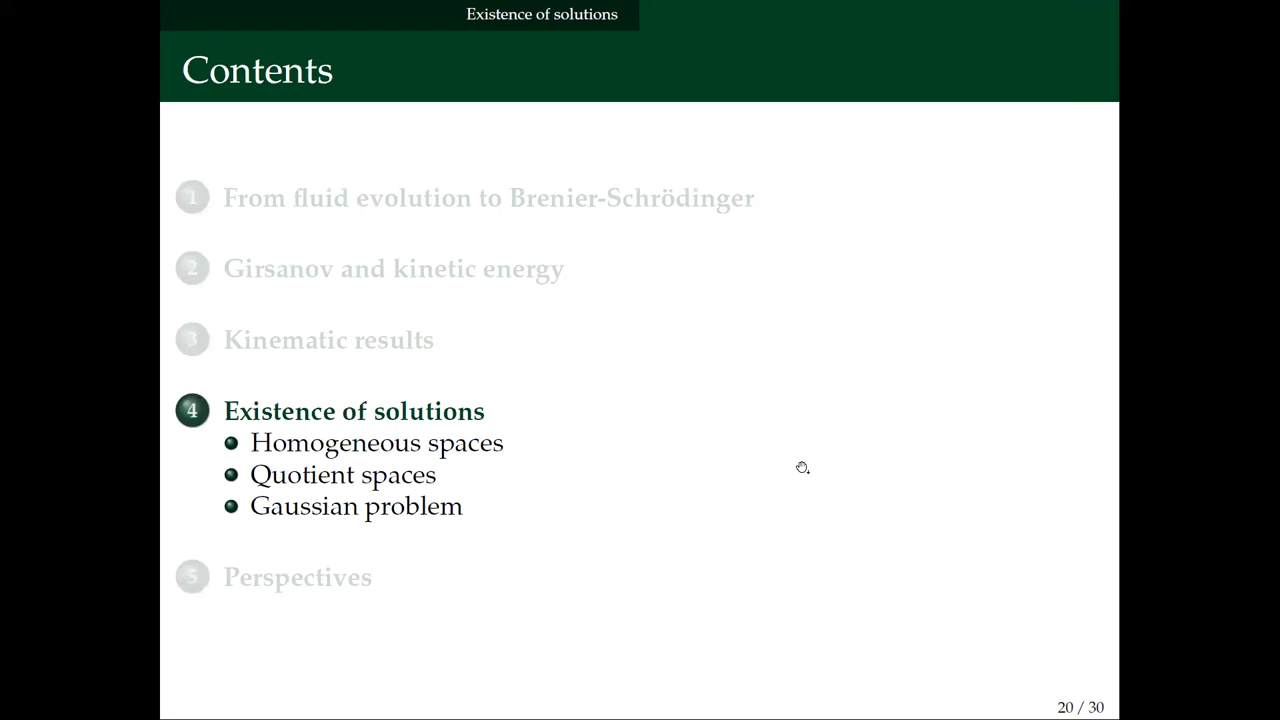 Existence of solutions
Contents
1 From fluid evolution to Brenier-Schrödinger
2 Girsanov and kinetic energy
3 Kinematic results
4 Existence of solutions
Homogeneous spaces
Quotient spaces
Gaussian problem
5 Perspectives
20 / 30